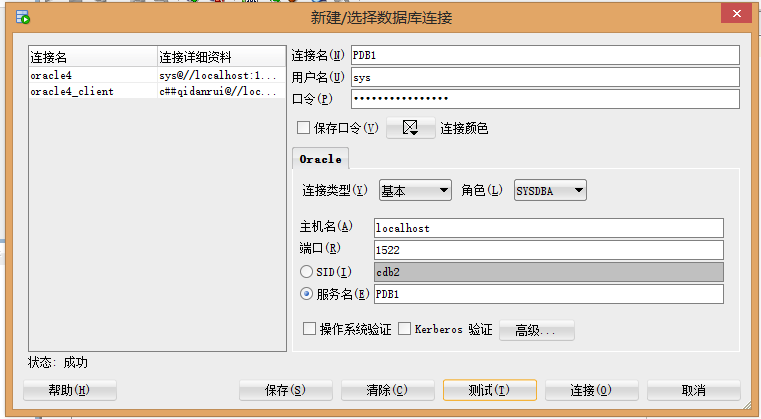 新建/选择数据库连接
连接名 连接详细资料
oracle4 sys@//localhost:1...
oracle4_client c##qidanrui@//loc...
连接名(N) PDB1
用户名(U) sys
口令(P) ••••••••••••••••
保存口令(V) 连接颜色
Oracle
连接类型(Y) 基本 角色(L) SYSDBA
主机名(A) localhost
端口(R) 1522
SID(I) cdb2
服务名(E) PDB1
操作系统验证 Kerberos 验证 高级...
状态: 成功
帮助(H) 保存(S) 清除(C) 测试(T) 连接(O) 取消